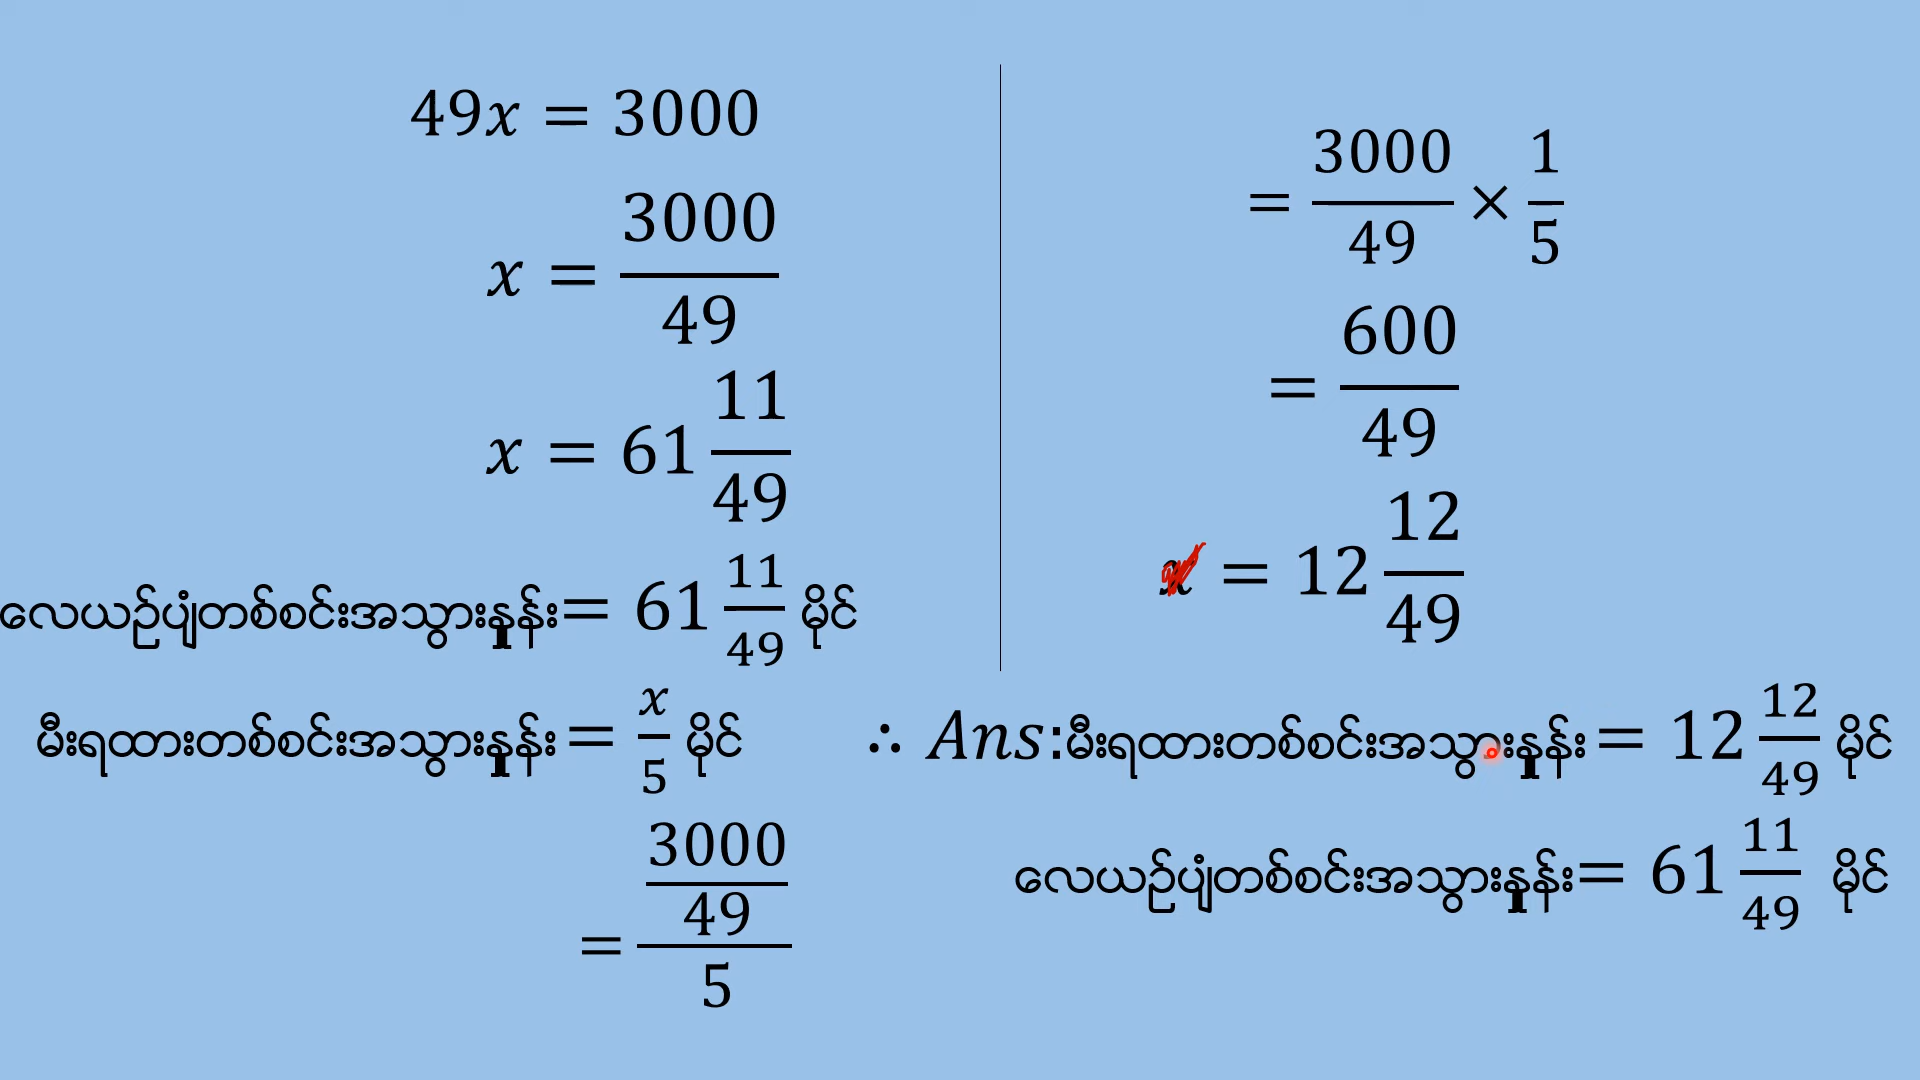 49x = 3000
x = 3000/49
x = 61 11/49
လေယဉ်ပျံတစ်စင်းအသွားနှုန်း = 61 11/49 မိုင်
မီးရထားတစ်စင်းအသွားနှုန်း = x/5 မိုင်
= (3000/49)/5
= 3000/49 × 1/5
= 600/49
x = 12 12/49
∴ Ans:မီးရထားတစ်စင်းအသွားနှုန်း = 12 12/49 မိုင်
လေယဉ်ပျံတစ်စင်းအသွားနှုန်း = 61 11/49 မိုင်